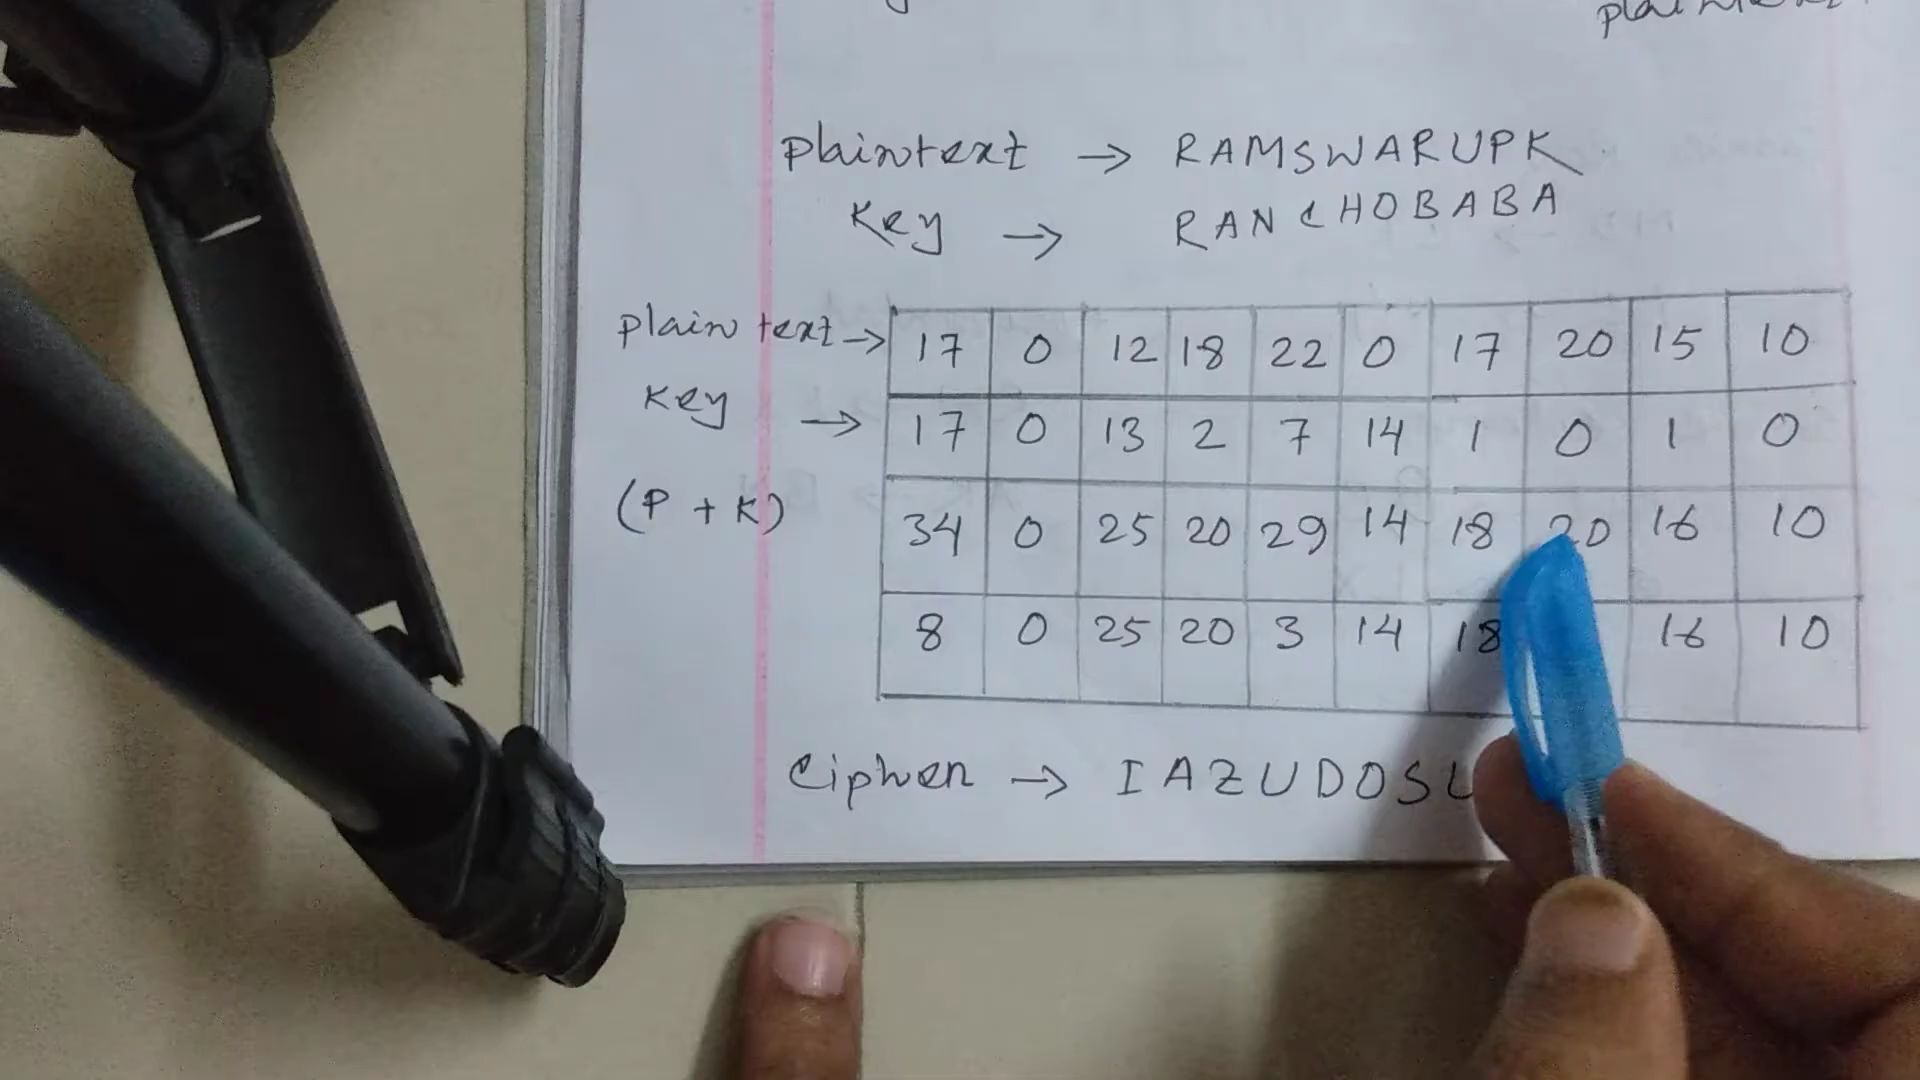 plaintext → RAMSWARUPK
Key → RANCHOBABA
plain text → 17 0 12 18 22 0 17 20 15 10
Key → 17 0 13 2 7 14 1 0 1 0
(P + K) 34 0 25 20 29 14 18 20 16 10
8 0 25 20 3 14 18 16 10
Cipher → IAZUDOSU